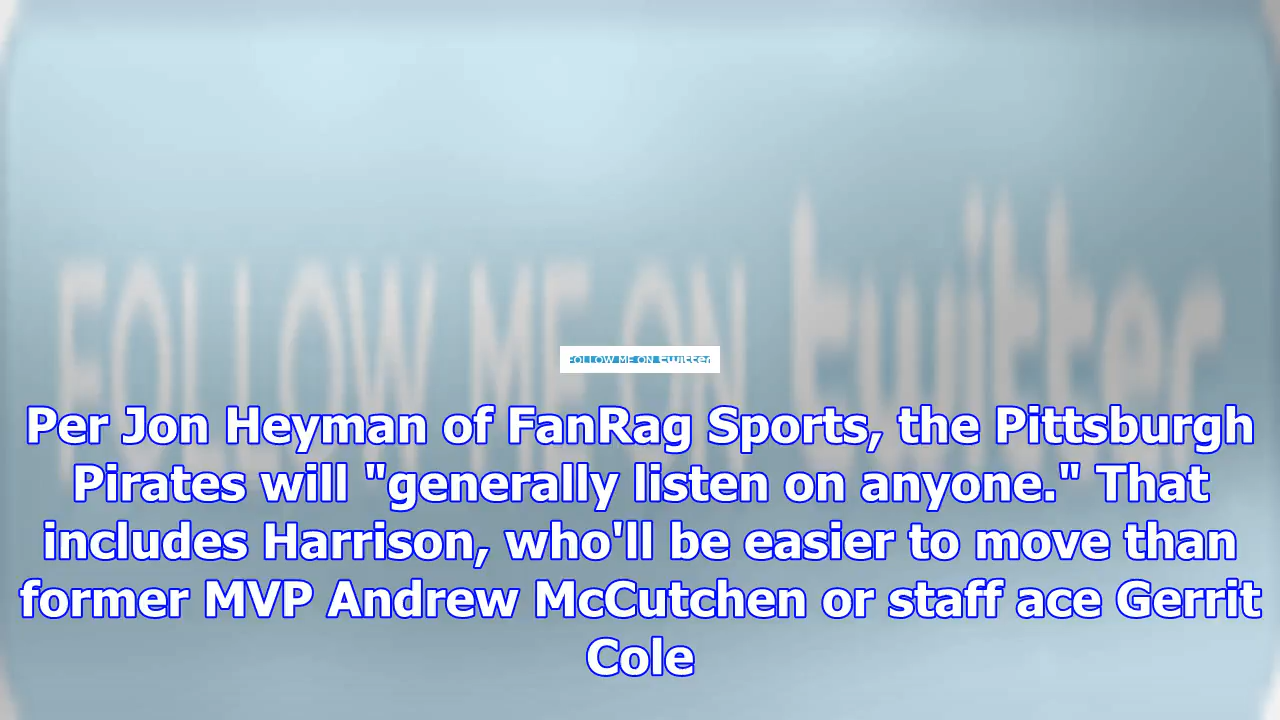 FOLLOW ME ON twitter
FOLLOW ME ON twitter
Per Jon Heyman of FanRag Sports, the Pittsburgh
Pirates will "generally listen on anyone." That
includes Harrison, who'll be easier to move than
former MVP Andrew McCutchen or staff ace Gerrit
Cole